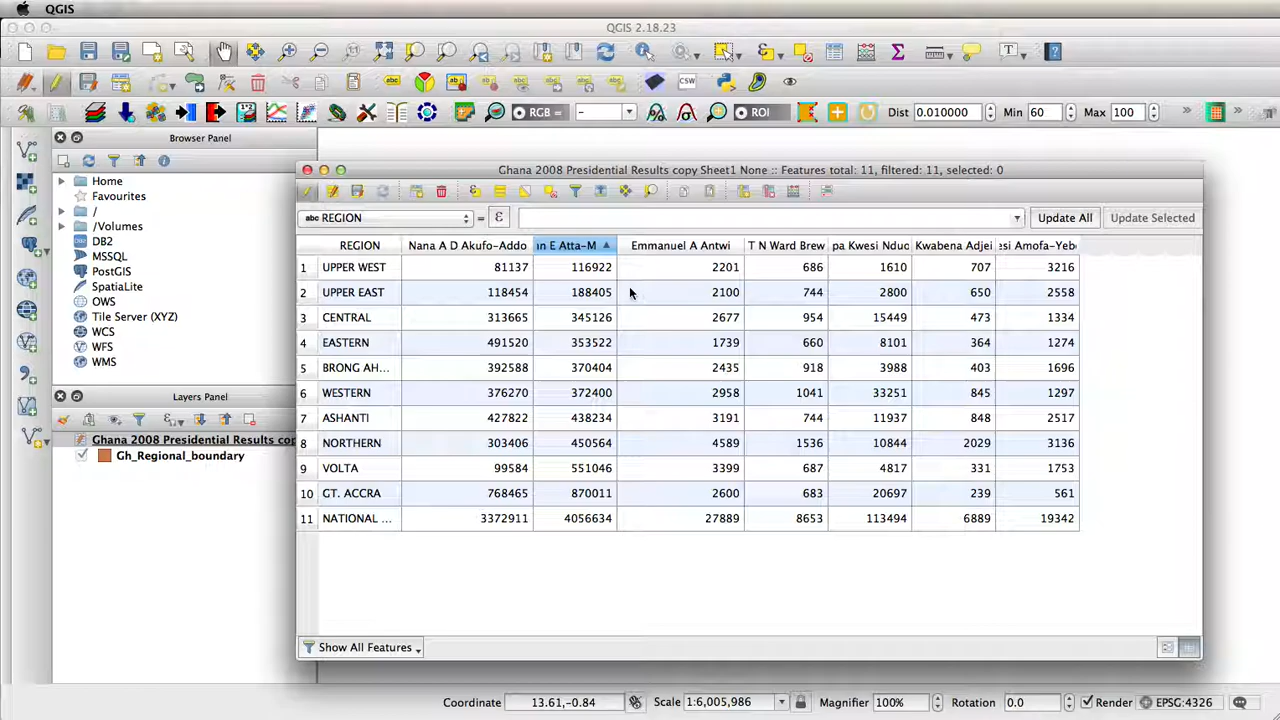 QGIS
QGIS 2.18.23
RGB = - ROI Dist 0.010000 Min 60 Max 100
Browser Panel
Home
Favourites
/
/Volumes
DB2
MSSQL
PostGIS
SpatiaLite
OWS
Tile Server (XYZ)
WCS
WFS
WMS
Layers Panel
Ghana 2008 Presidential Results cop
Gh_Regional_boundary
Ghana 2008 Presidential Results copy Sheet1 None :: Features total: 11, filtered: 11, selected: 0
abc REGION = ε Update All Update Selected
REGION Nana A D Akufo-Addo in E Atta-M Emmanuel A Antwi T N Ward Brew pa Kwesi Nduo Kwabena Adjei esi Amofa-Yeb
1 UPPER WEST 81137 116922 2201 686 1610 707 3216
2 UPPER EAST 118454 188405 2100 744 2800 650 2558
3 CENTRAL 313665 345126 2677 954 15449 473 1334
4 EASTERN 491520 353522 1739 660 8101 364 1274
5 BRONG AH... 392588 370404 2435 918 3988 403 1696
6 WESTERN 376270 372400 2958 1041 33251 845 1297
7 ASHANTI 427822 438234 3191 744 11937 848 2517
8 NORTHERN 303406 450564 4589 1536 10844 2029 3136
9 VOLTA 99584 551046 3399 687 4817 331 1753
10 GT. ACCRA 768465 870011 2600 683 20697 239 561
11 NATIONAL ... 3372911 4056634 27889 8653 113494 6889 19342
Show All Features
Coordinate 13.61,-0.84 Scale 1:6,005,986 Magnifier 100% Rotation 0.0 Render EPSG:4326